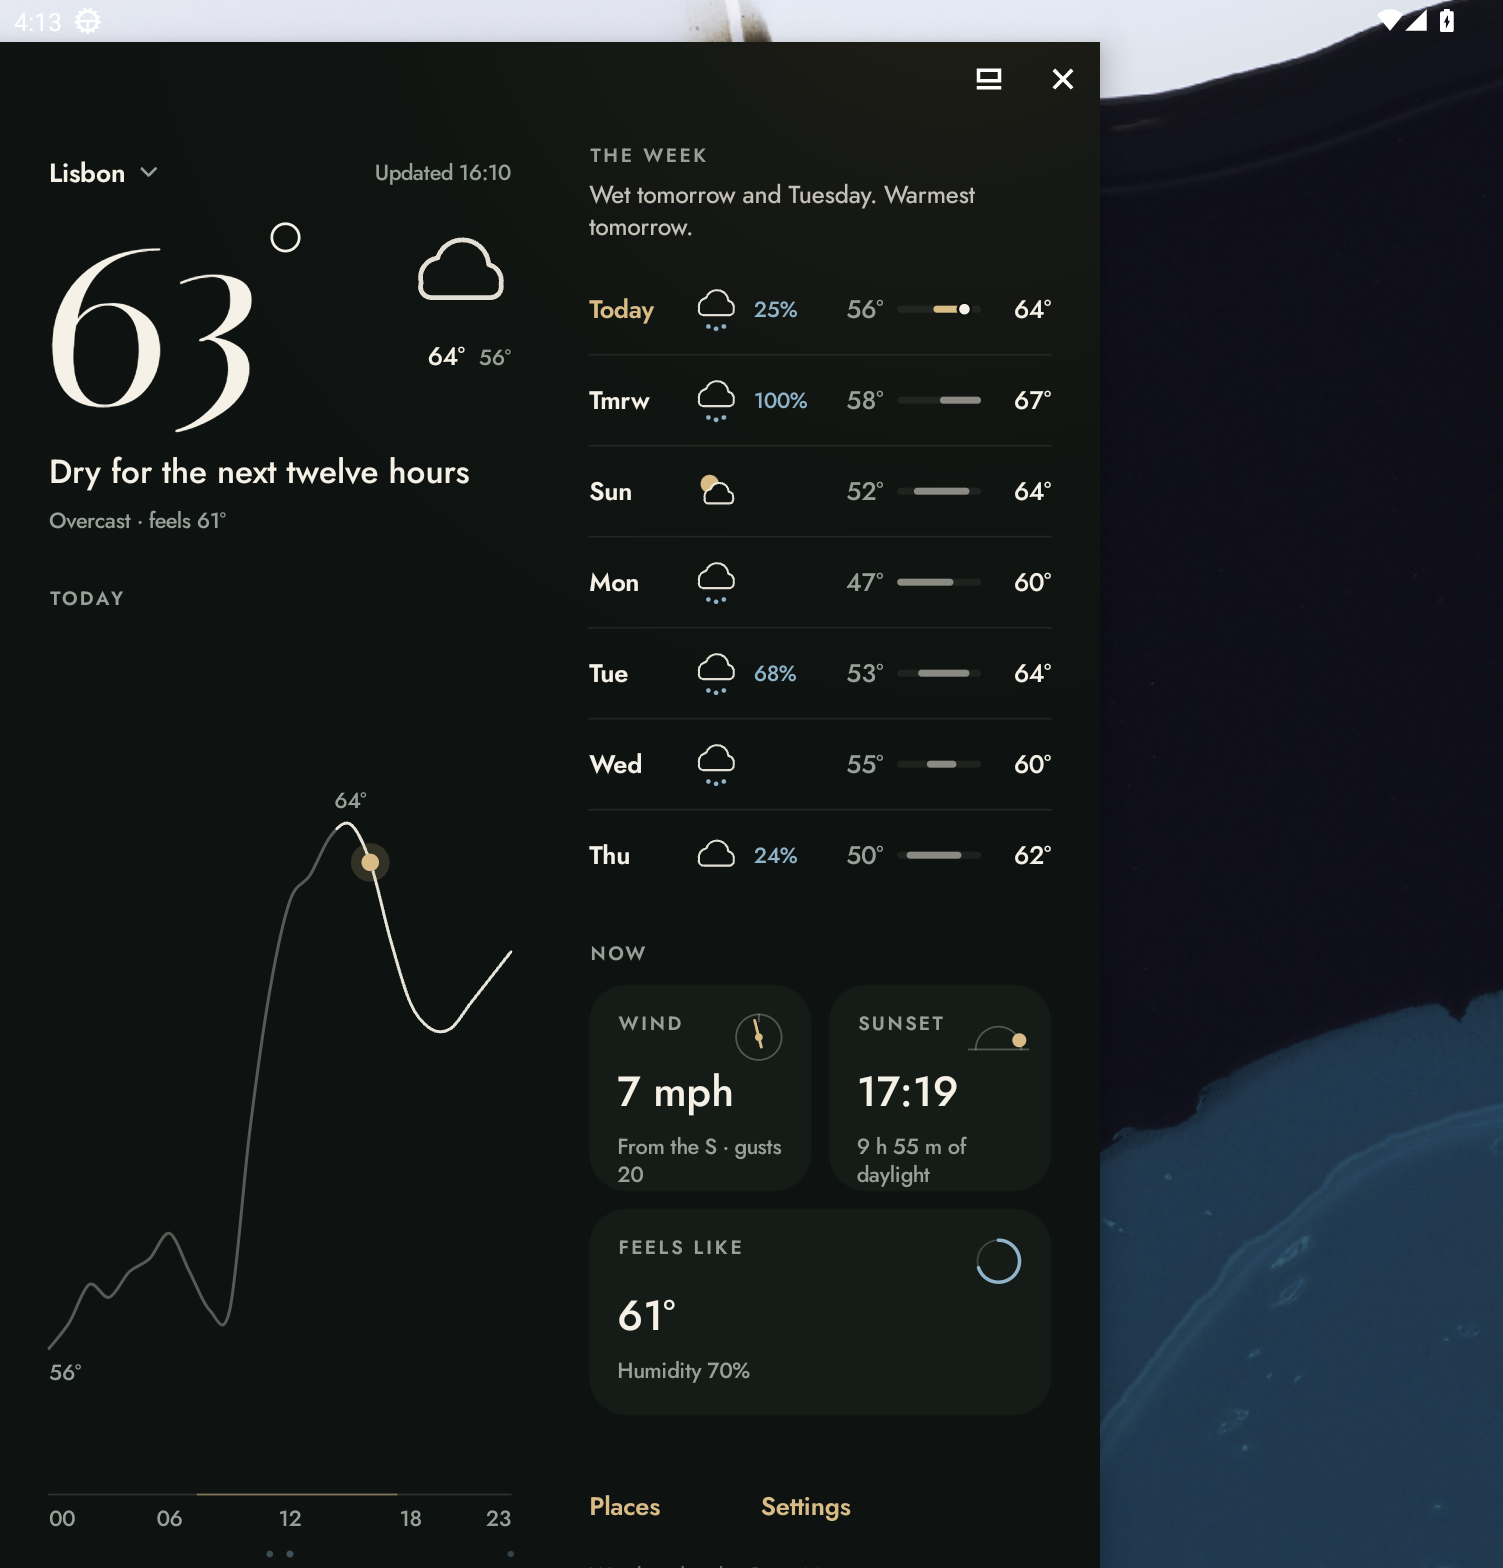 4:13
Lisbon
Updated 16:10
63°
64° 56°
Dry for the next twelve hours
Overcast · feels 61°
TODAY
64°
56°
00 06 12 18 23
THE WEEK
Wet tomorrow and Tuesday. Warmest
tomorrow.
Today 25% 56° 64°
Tmrw 100% 58° 67°
Sun 52° 64°
Mon 47° 60°
Tue 68% 53° 64°
Wed 55° 60°
Thu 24% 50° 62°
NOW
WIND
7 mph
From the S · gusts
20
SUNSET
17:19
9 h 55 m of
daylight
FEELS LIKE
61°
Humidity 70%
Places Settings